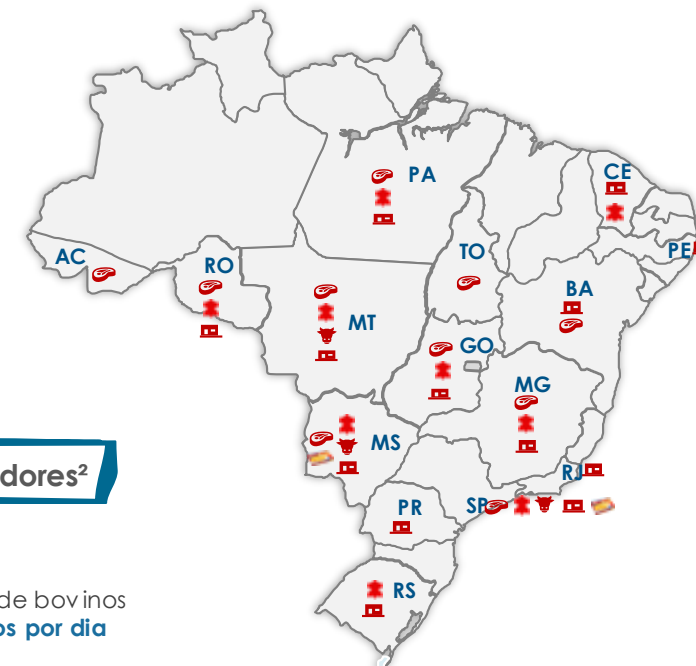 CE
PA
PE
TO
AC
RO
BA
MT
GO
MG
MS
RJ
SP
PR
dores²
RS
de bovinos
os por dia